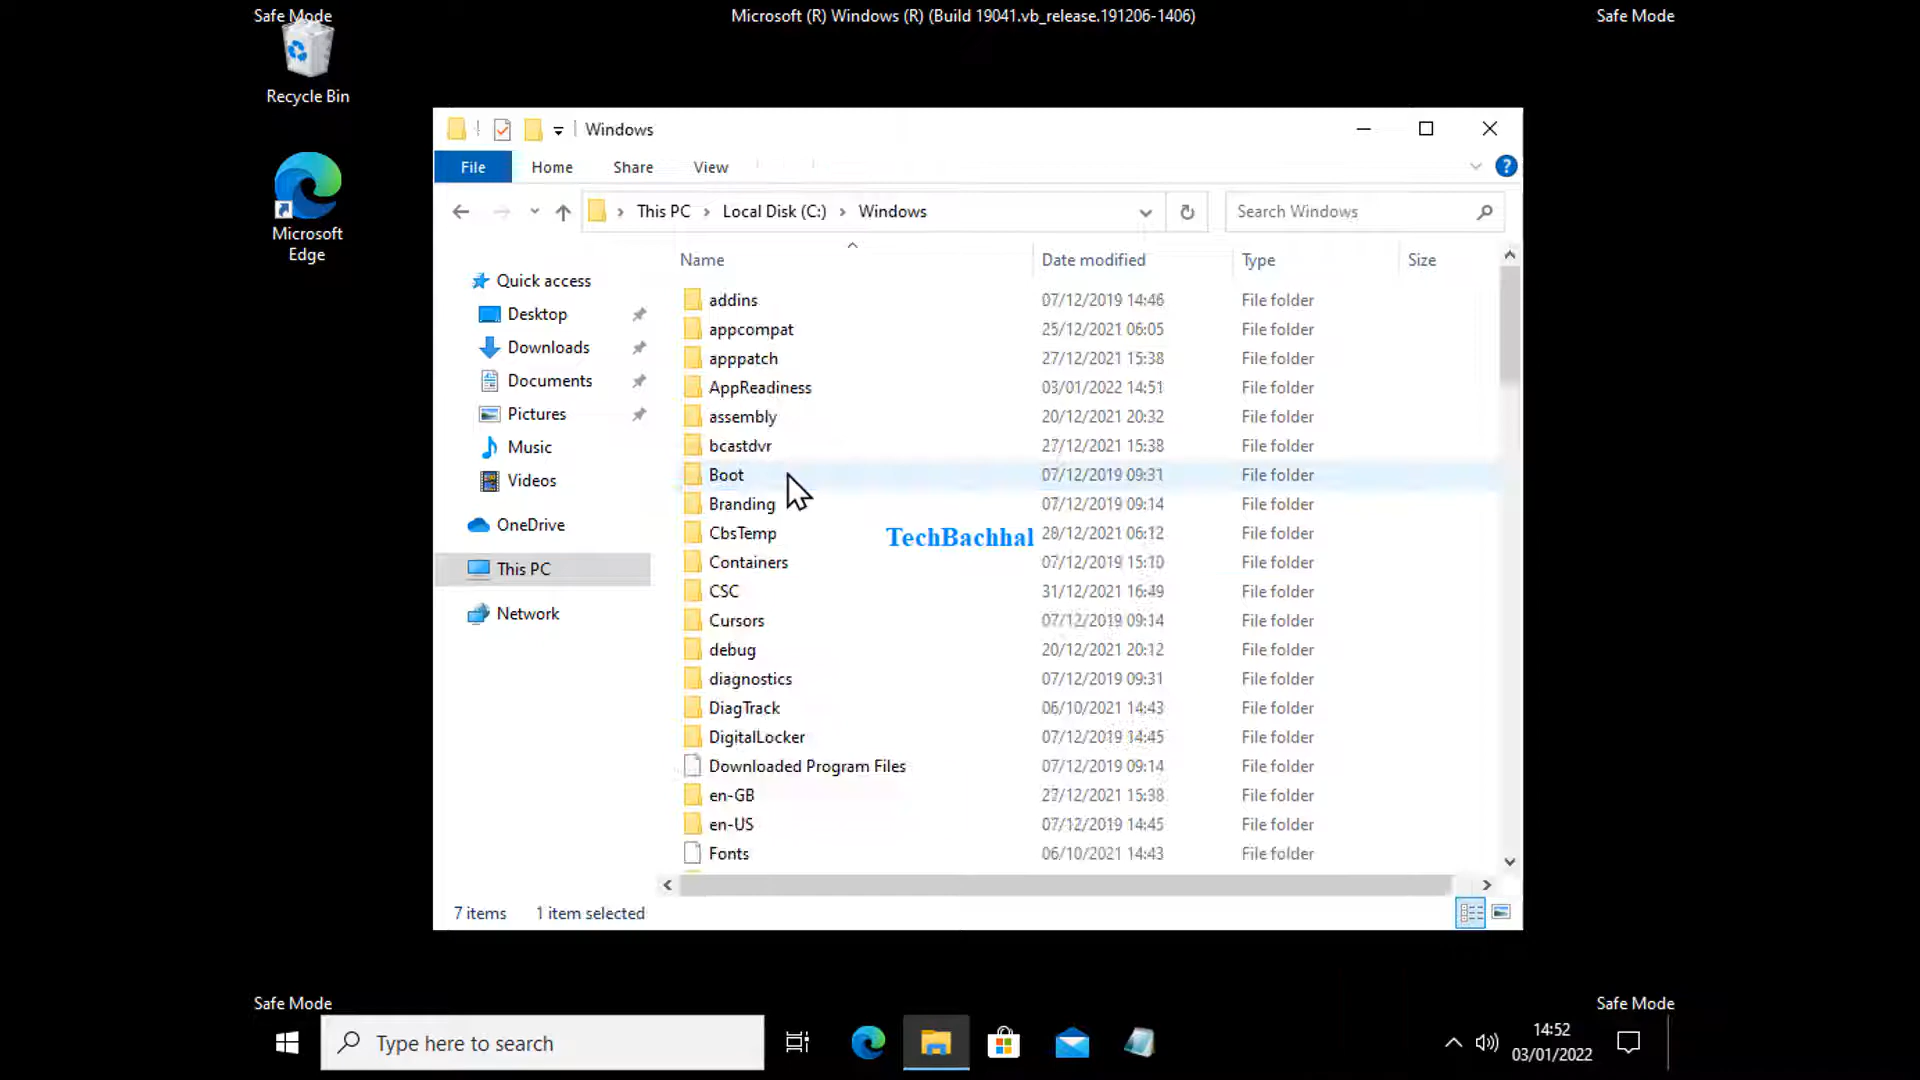 Safe Mode
Microsoft (R) Windows (R) (Build 19041.vb_release.191206-1406)
Safe Mode
Recycle Bin
Microsoft
Edge
Windows
File
Home
Share
View
This PC
Local Disk (C:)
Windows
Search Windows
Name
Date modified
Type
Size
Quick access
Desktop
Downloads
Documents
Pictures
Music
Videos
OneDrive
This PC
Network
addins 07/12/2019 14:46 File folder
appcompat 25/12/2021 06:05 File folder
apppatch 27/12/2021 15:38 File folder
AppReadiness 03/01/2022 14:51 File folder
assembly 20/12/2021 20:32 File folder
bcastdvr 27/12/2021 15:38 File folder
Boot 07/12/2019 09:31 File folder
Branding 07/12/2019 09:14 File folder
CbsTemp 28/12/2021 06:12 File folder
TechBachhal
Containers 07/12/2019 15:10 File folder
CSC 31/12/2021 16:49 File folder
Cursors 07/12/2019 09:14 File folder
debug 20/12/2021 20:12 File folder
diagnostics 07/12/2019 09:31 File folder
DiagTrack 06/10/2021 14:43 File folder
DigitalLocker 07/12/2019 14:45 File folder
Downloaded Program Files 07/12/2019 09:14 File folder
en-GB 27/12/2021 15:38 File folder
en-US 07/12/2019 14:45 File folder
Fonts 06/10/2021 14:43 File folder
7 items 1 item selected
Safe Mode
Safe Mode
Type here to search
14:52
03/01/2022